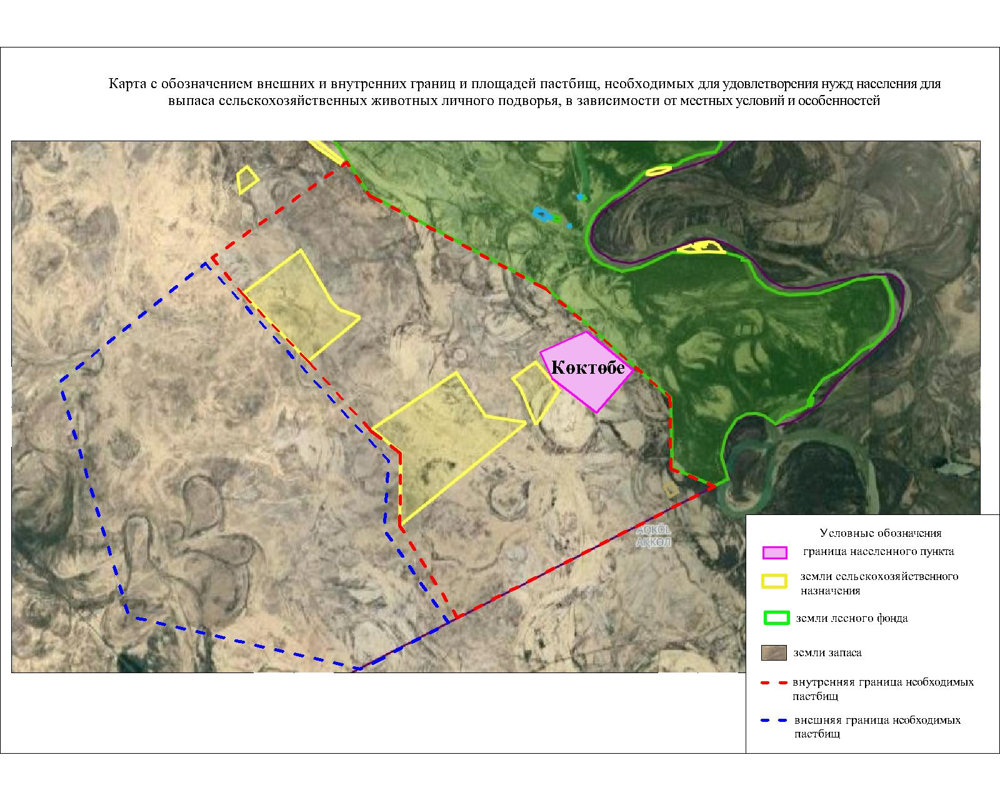 Карта с обозначением внешних и внутренних границ и площадей пастбищ, необходимых для удовлетворения нужд населения для
выпаса сельскохозяйственных животных личного подворья, в зависимости от местных условий и особенностей
Көктөбе
AQKÓL
АҚКӨЛ
Условные обозначения
граница населенного пункта
земли сельскохозяйственного
назначения
земли лесного фонда
земли запаса
внутренняя граница необходимых
пастбищ
внешняя граница необходимых
пастбищ